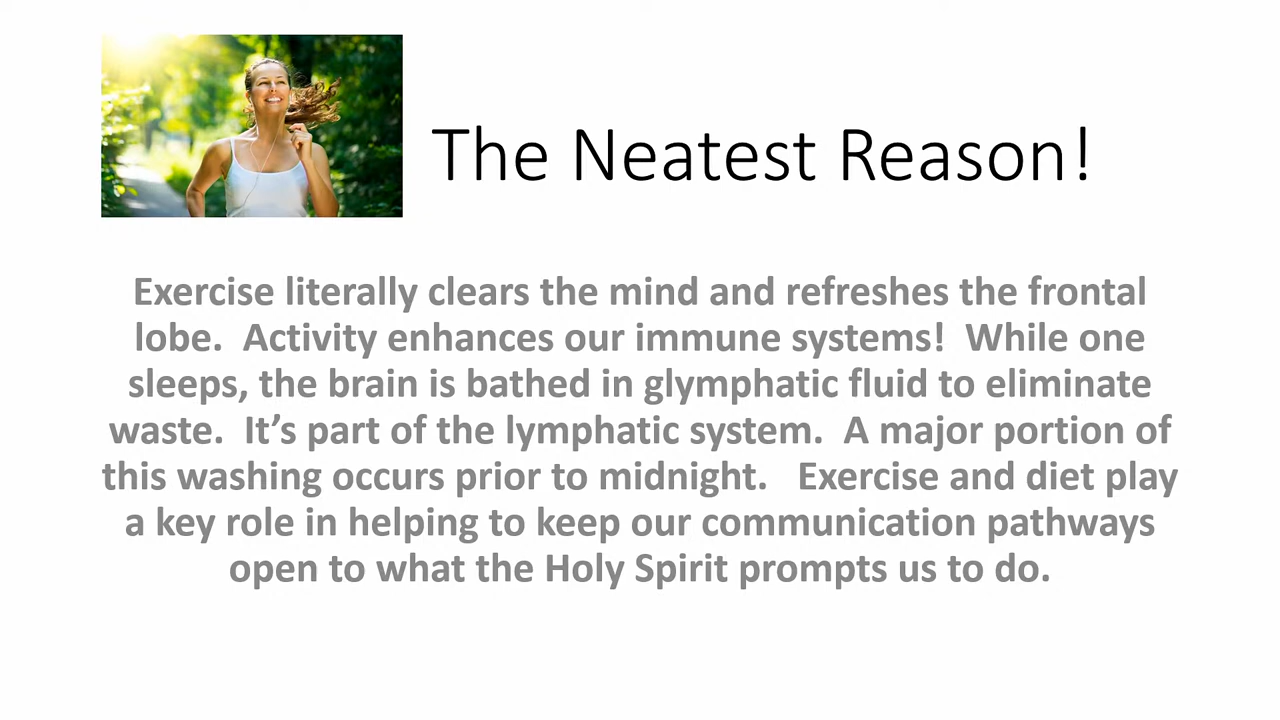 The Neatest Reason!
Exercise literally clears the mind and refreshes the frontal
lobe.  Activity enhances our immune systems!  While one
sleeps, the brain is bathed in glymphatic fluid to eliminate
waste.  It’s part of the lymphatic system.  A major portion of
this washing occurs prior to midnight.   Exercise and diet play
a key role in helping to keep our communication pathways
open to what the Holy Spirit prompts us to do.